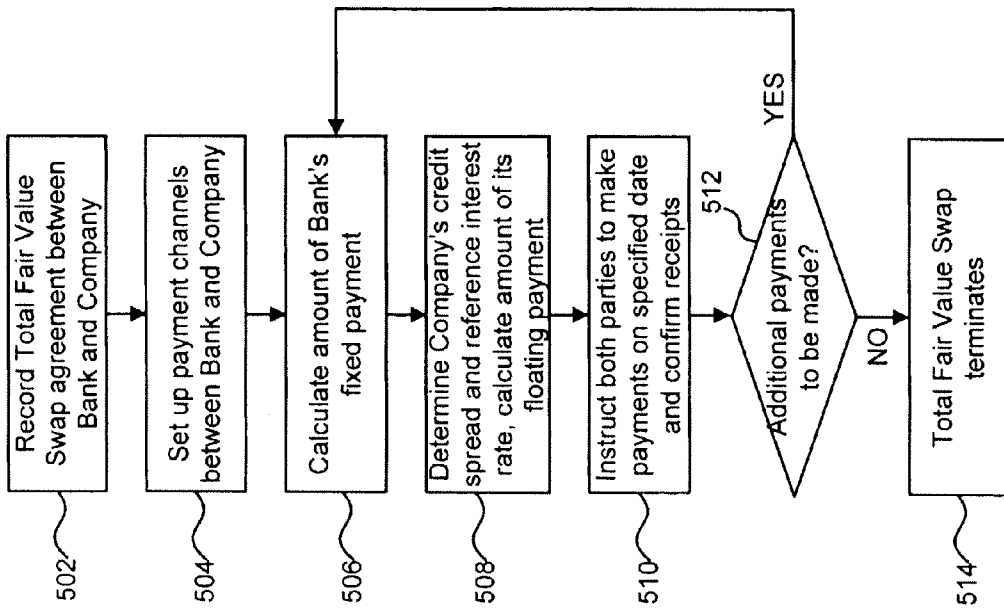 502
Record Total Fair Value
Swap agreement between
Bank and Company
504
Set up payment channels
between Bank and Company
506
Calculate amount of Bank's
fixed payment
508
Determine Company's credit
spread and reference interest
rate, calculate amount of its
floating payment
510
Instruct both parties to make
payments on specified date
and confirm receipts
512
Additional payments
to be made?
YES
NO
514
Total Fair Value Swap
terminates